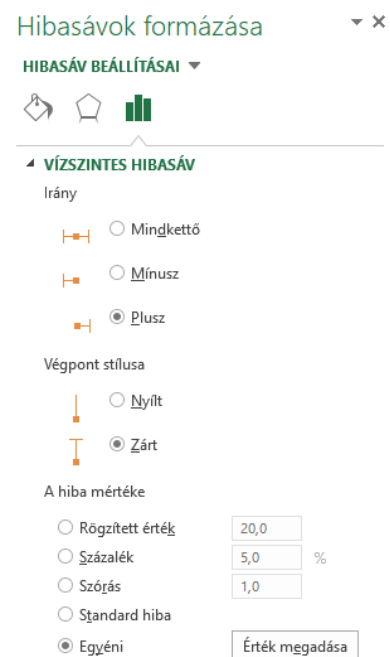 Hibasávok formázása
HIBASÁV BEÁLLÍTÁSAI
VÍZSZINTES HIBASÁV
Irány
Mindkettő
Mínusz
Plusz
Végpont stílusa
Nyílt
Zárt
A hiba mértéke
Rögzített érték 20,0
Százalék 5,0 %
Szórás 1,0
Standard hiba
Egyéni Érték megadása